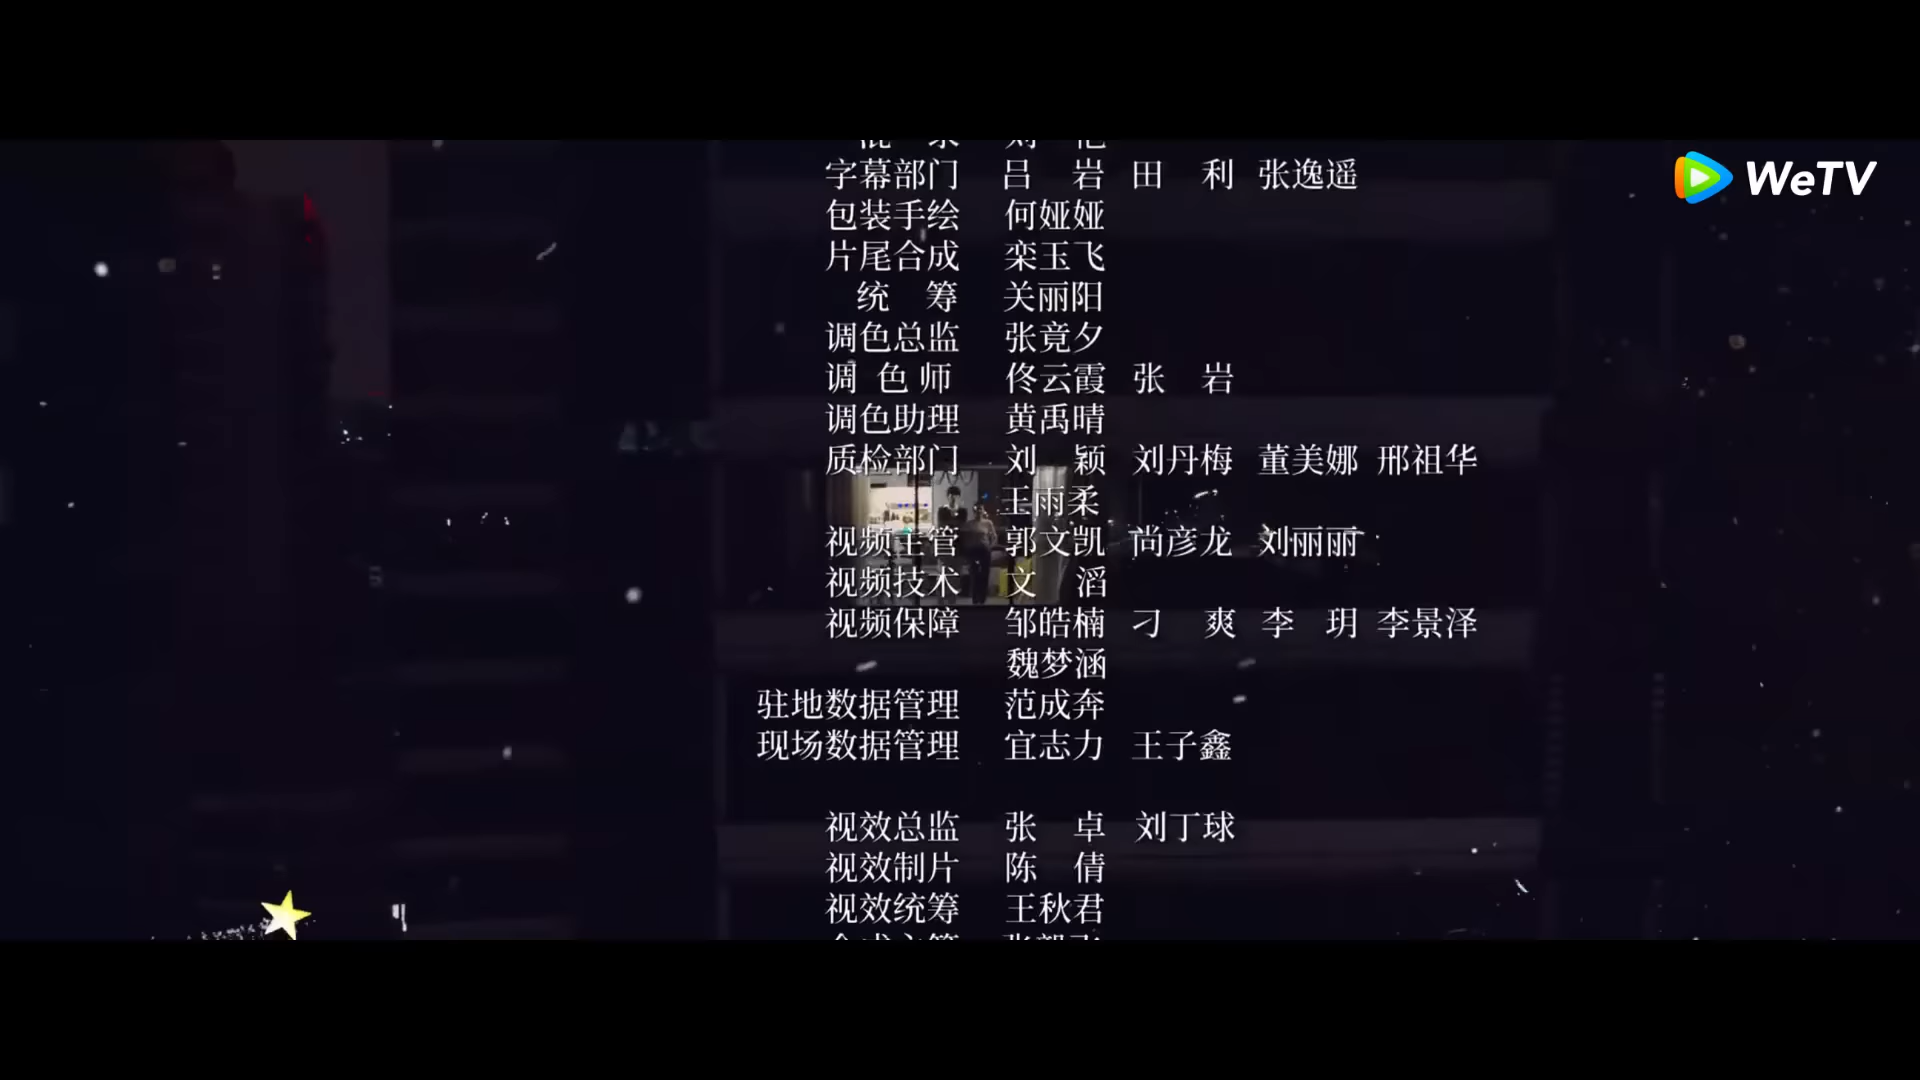 WeTV
字幕部门 吕 岩 田 利 张逸遥
包装手绘 何娅娅
片尾合成 栾玉飞
统 筹 关丽阳
调色总监 张竟夕
调 色 师 佟云霞 张 岩
调色助理 黄禹晴
质检部门 刘 颖 刘丹梅 董美娜 邢祖华
王雨柔
视频主管 郭文凯 尚彦龙 刘丽丽
视频技术 文 滔
视频保障 邹皓楠 刁 爽 李 玥 李景泽
魏梦涵
驻地数据管理 范成奔
现场数据管理 宜志力 王子鑫
视效总监 张 卓 刘丁球
视效制片 陈 倩
视效统筹 王秋君